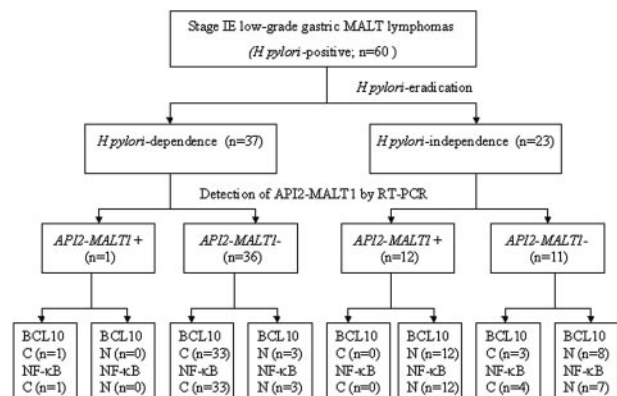 Stage IE low-grade gastric MALT lymphomas
(H pylori-positive; n=60 )
H pylori-eradication
H pylori-dependence (n=37)
H pylori-independence (n=23)
Detection of API2-MALT1 by RT-PCR
API2-MALT1 +
(n=1)
API2-MALT1-
(n=36)
API2-MALT1 +
(n=12)
API2-MALT1-
(n=11)
BCL10
C (n=1)
NF-κB
C (n=1)
BCL10
N (n=0)
NF-κB
N (n=0)
BCL10
C (n=33)
NF-κB
C (n=33)
BCL10
N (n=3)
NF-κB
N (n=3)
BCL10
C (n=0)
NF-κB
C (n=0)
BCL10
N (n=12)
NF-κB
N (n=12)
BCL10
C (n=3)
NF-κB
C (n=4)
BCL10
N (n=8)
NF-κB
N (n=7)